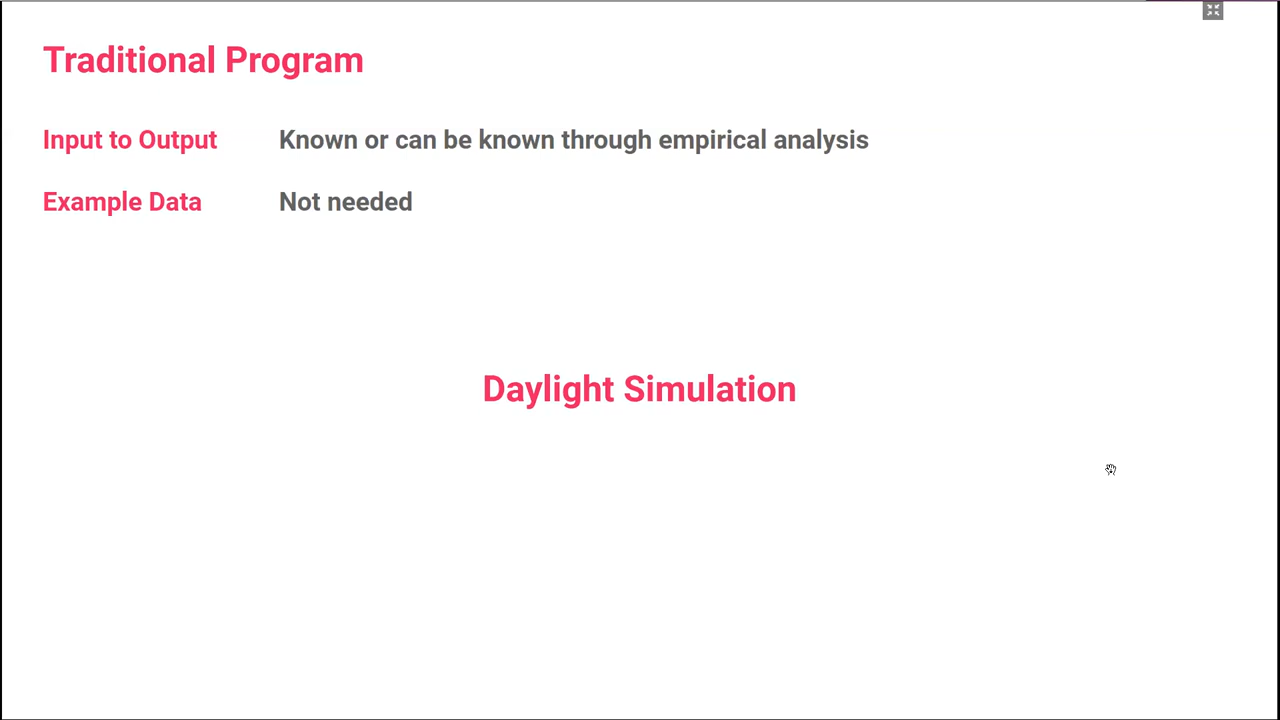 Traditional Program
Input to Output Known or can be known through empirical analysis
Example Data Not needed
Daylight Simulation